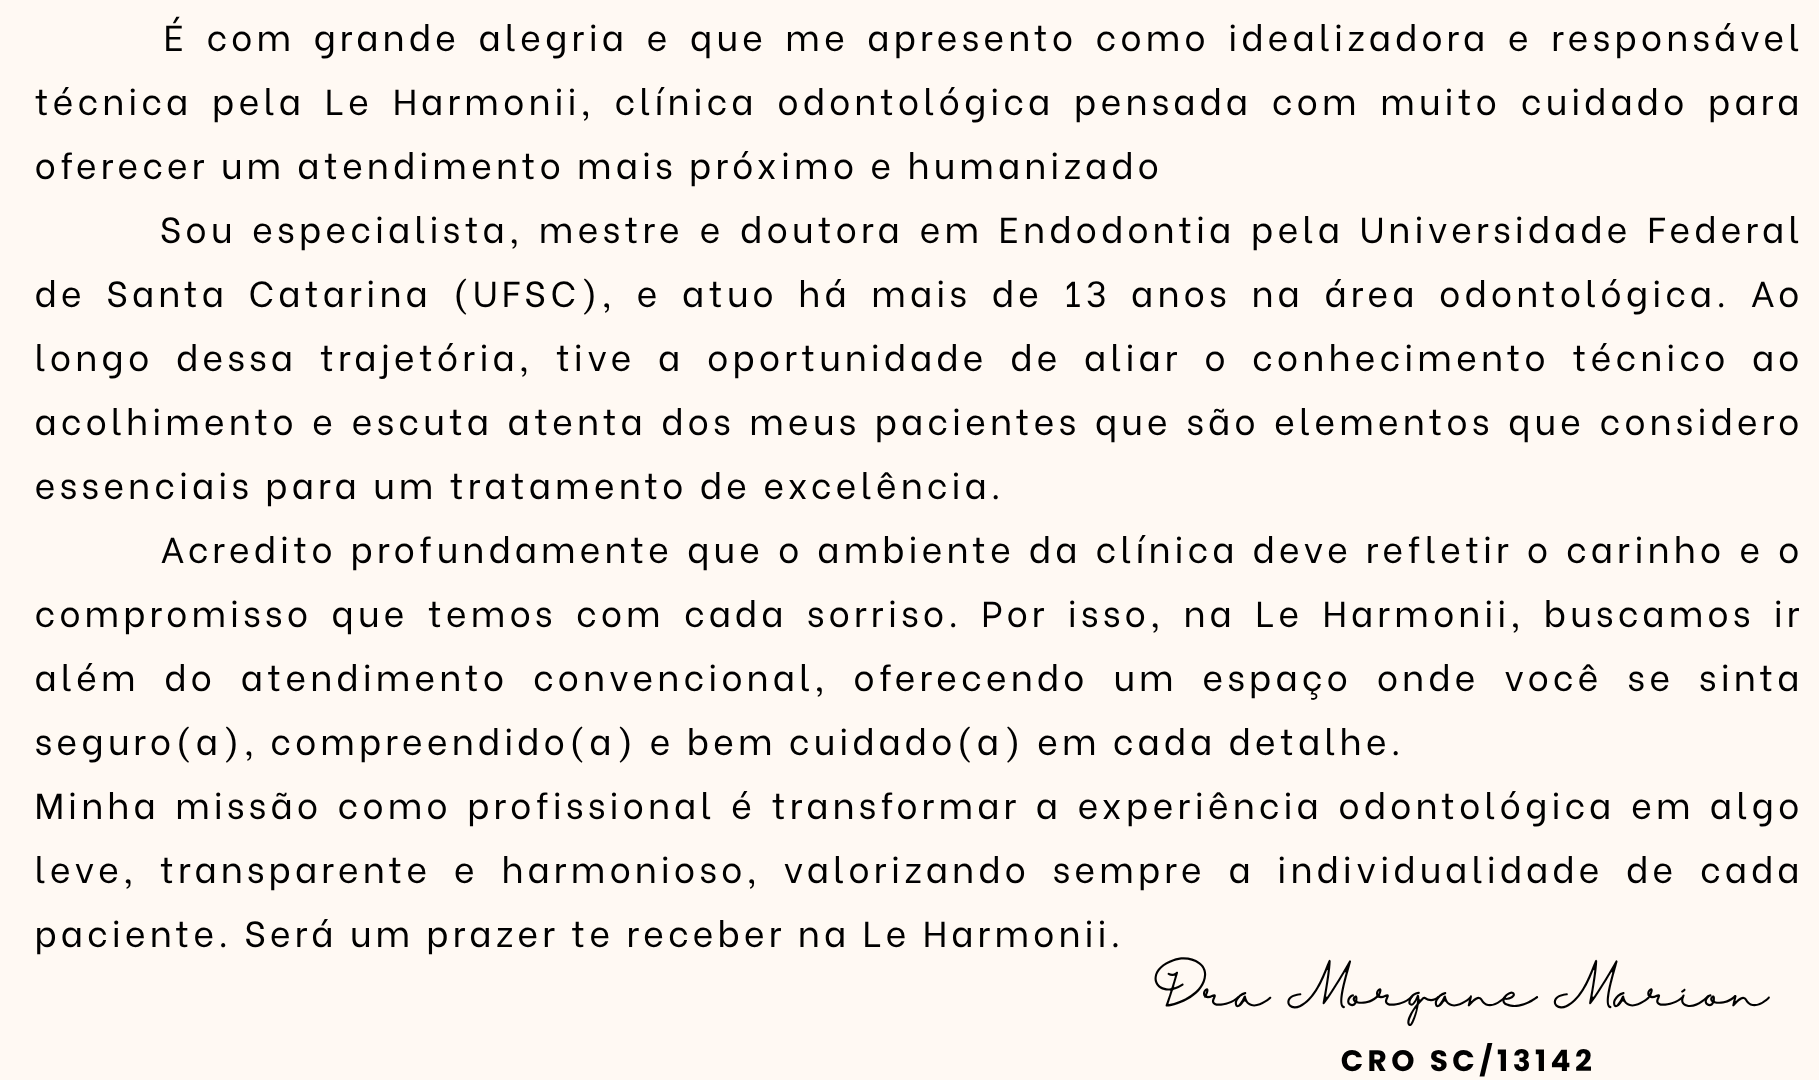 É com grande alegria e que me apresento como idealizadora e responsável
técnica pela Le Harmonii, clínica odontológica pensada com muito cuidado para
oferecer um atendimento mais próximo e humanizado
Sou especialista, mestre e doutora em Endodontia pela Universidade Federal
de Santa Catarina (UFSC), e atuo há mais de 13 anos na área odontológica. Ao
longo dessa trajetória, tive a oportunidade de aliar o conhecimento técnico ao
acolhimento e escuta atenta dos meus pacientes que são elementos que considero
essenciais para um tratamento de excelência.
Acredito profundamente que o ambiente da clínica deve refletir o carinho e o
compromisso que temos com cada sorriso. Por isso, na Le Harmonii, buscamos ir
além do atendimento convencional, oferecendo um espaço onde você se sinta
seguro(a), compreendido(a) e bem cuidado(a) em cada detalhe.
Minha missão como profissional é transformar a experiência odontológica em algo
leve, transparente e harmonioso, valorizando sempre a individualidade de cada
paciente. Será um prazer te receber na Le Harmonii.
Dra Morgane Marion
CRO SC/13142